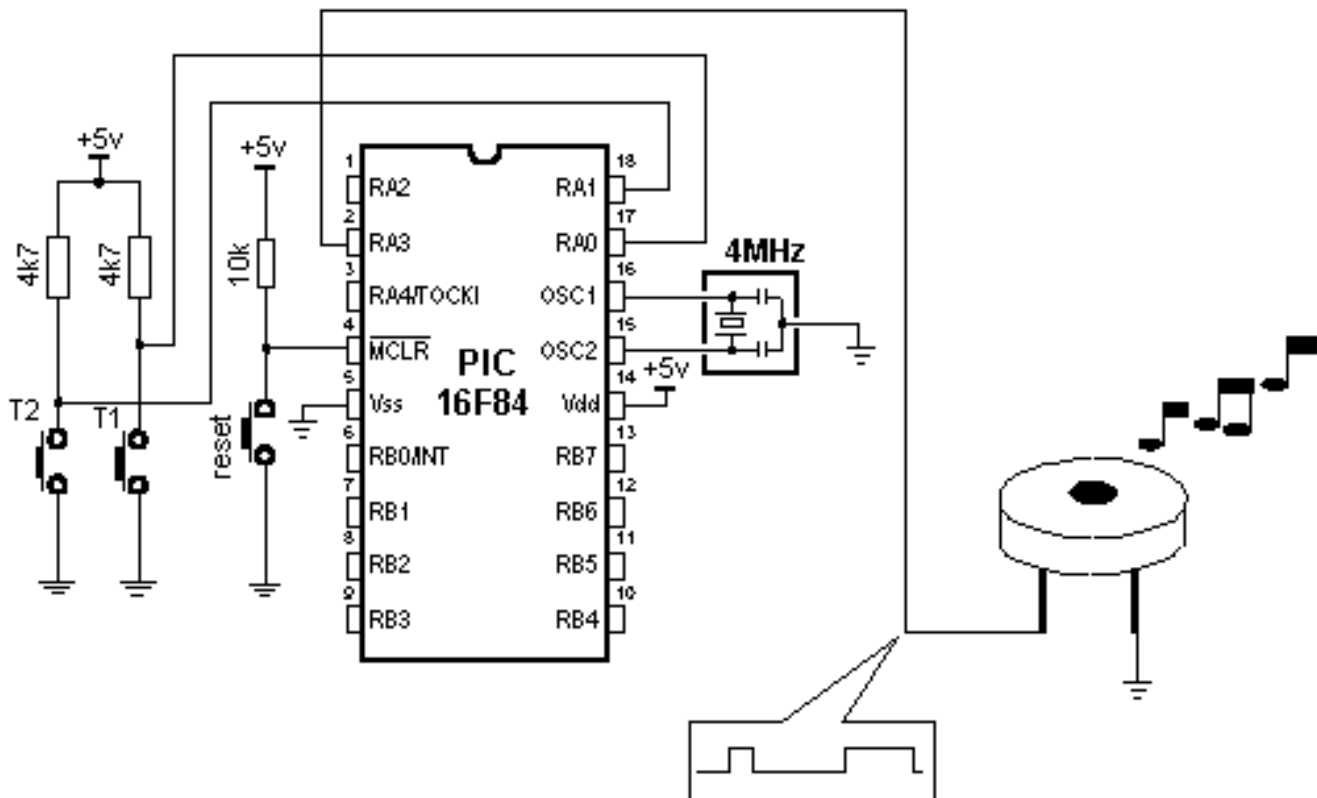 +5v
+5v
4k7
4k7
10k
T2
T1
reset
1
RA2
2
RA3
3
RA4/TOCKI
4
MCLR
5
Vss
6
RB0/INT
7
RB1
8
RB2
9
RB3
PIC
16F84
18
RA1
17
RA0
16
OSC1
15
OSC2
14
Vdd
13
RB7
12
RB6
11
RB5
10
RB4
4MHz
+5v